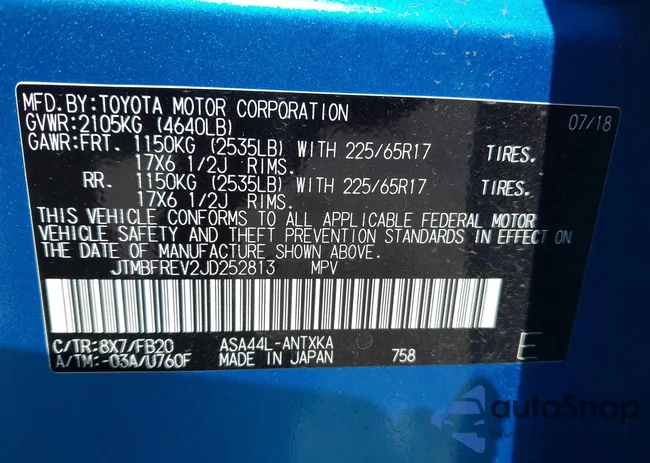 MFD.BY:TOYOTA MOTOR CORPORATION 07/18
GVWR:2105KG (4640LB)
GAWR:FRT. 1150KG (2535LB) WITH 225/65R17 TIRES.
17X6 1/2J RIMS.
RR. 1150KG (2535LB) WITH 225/65R17 TIRES.
17X6 1/2J RIMS.
THIS VEHICLE CONFORMS TO ALL APPLICABLE FEDERAL MOTOR
VEHICLE SAFETY AND THEFT PREVENTION STANDARDS IN EFFECT ON
THE DATE OF MANUFACTURE SHOWN ABOVE.
JTMBFREV2JD252813 MPV
C/TR:8X7/FB20 ASA44L-ANTXKA
A/TM:-03A/U760F MADE IN JAPAN 758 E
autoSnap